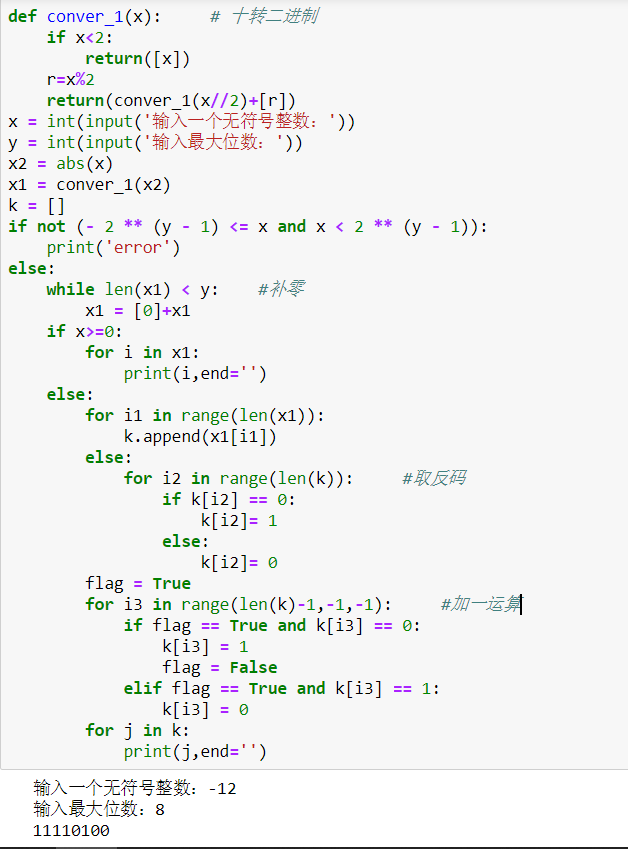 def conver_1(x):     # 十转二进制
    if x<2:
        return([x])
    r=x%2
    return(conver_1(x//2)+[r])
x = int(input('输入一个无符号整数：'))
y = int(input('输入最大位数：'))
x2 = abs(x)
x1 = conver_1(x2)
k = []
if not (- 2 ** (y - 1) <= x and x < 2 ** (y - 1)):
    print('error')
else:
    while len(x1) < y:    #补零
        x1 = [0]+x1
    if x>=0:
        for i in x1:
            print(i,end='')
    else:
        for i1 in range(len(x1)):
            k.append(x1[i1])
        else:
            for i2 in range(len(k)):     #取反码
                if k[i2] == 0:
                    k[i2]= 1
                else:
                    k[i2]= 0
        flag = True
        for i3 in range(len(k)-1,-1,-1):     #加一运算
            if flag == True and k[i3] == 0:
                k[i3] = 1
                flag = False
            elif flag == True and k[i3] == 1:
                k[i3] = 0
        for j in k:
            print(j,end='')
输入一个无符号整数：-12
输入最大位数：8
11110100